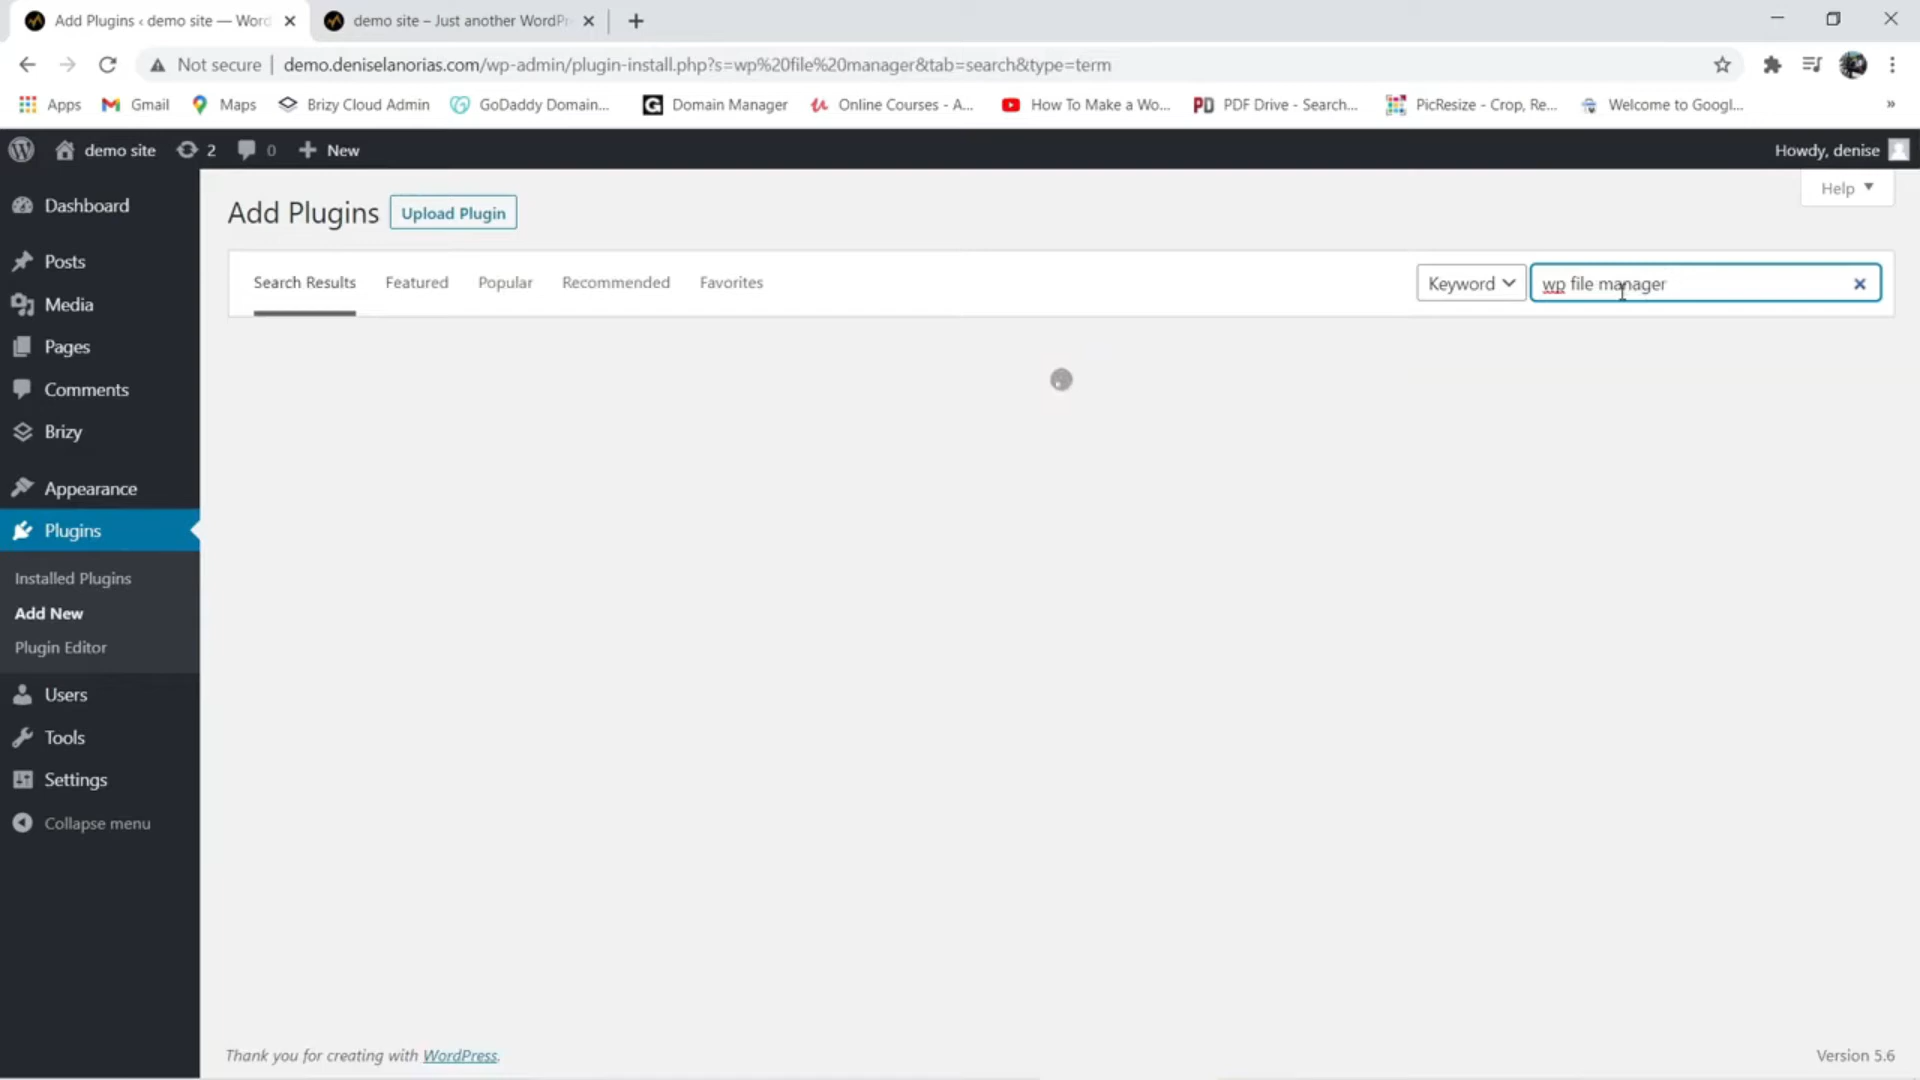 Add Plugins ‹ demo site — Word
demo site – Just another WordPr
Not secure
demo.deniselanorias.com/wp-admin/plugin-install.php?s=wp%20file%20manager&tab=search&type=term
Apps
Gmail
Maps
Brizy Cloud Admin
GoDaddy Domain...
Domain Manager
Online Courses - A...
How To Make a Wo...
PDF Drive - Search...
PicResize - Crop, Re...
Welcome to Googl...
»
demo site
2
0
New
Howdy, denise
Help
Dashboard
Posts
Media
Pages
Comments
Brizy
Appearance
Plugins
Installed Plugins
Add New
Plugin Editor
Users
Tools
Settings
Collapse menu
Add Plugins
Upload Plugin
Search Results
Featured
Popular
Recommended
Favorites
Keyword
wp file manager
Thank you for creating with WordPress.
Version 5.6